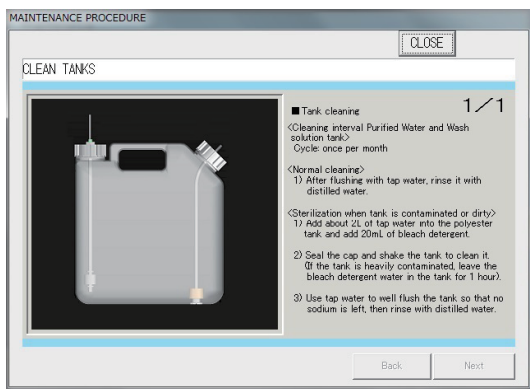 MAINTENANCE PROCEDURE
CLOSE
CLEAN TANKS
■Tank cleaning
1/1
<Cleaning interval Purified Water and Wash
solution tank>
Cycle: once per month
<Normal cleaning>
1) After flushing with tap water, rinse it with
distilled water.
<Sterilization when tank is contaminated or dirty>
1) Add about 2L of tap water into the polyester
tank and add 20mL of bleach detergent.
2) Seal the cap and shake the tank to clean it.
(If the tank is heavily contaminated, leave the
bleach detergent water in the tank for 1 hour).
3) Use tap water to well flush the tank so that no
sodium is left, then rinse with distilled water.
Back
Next